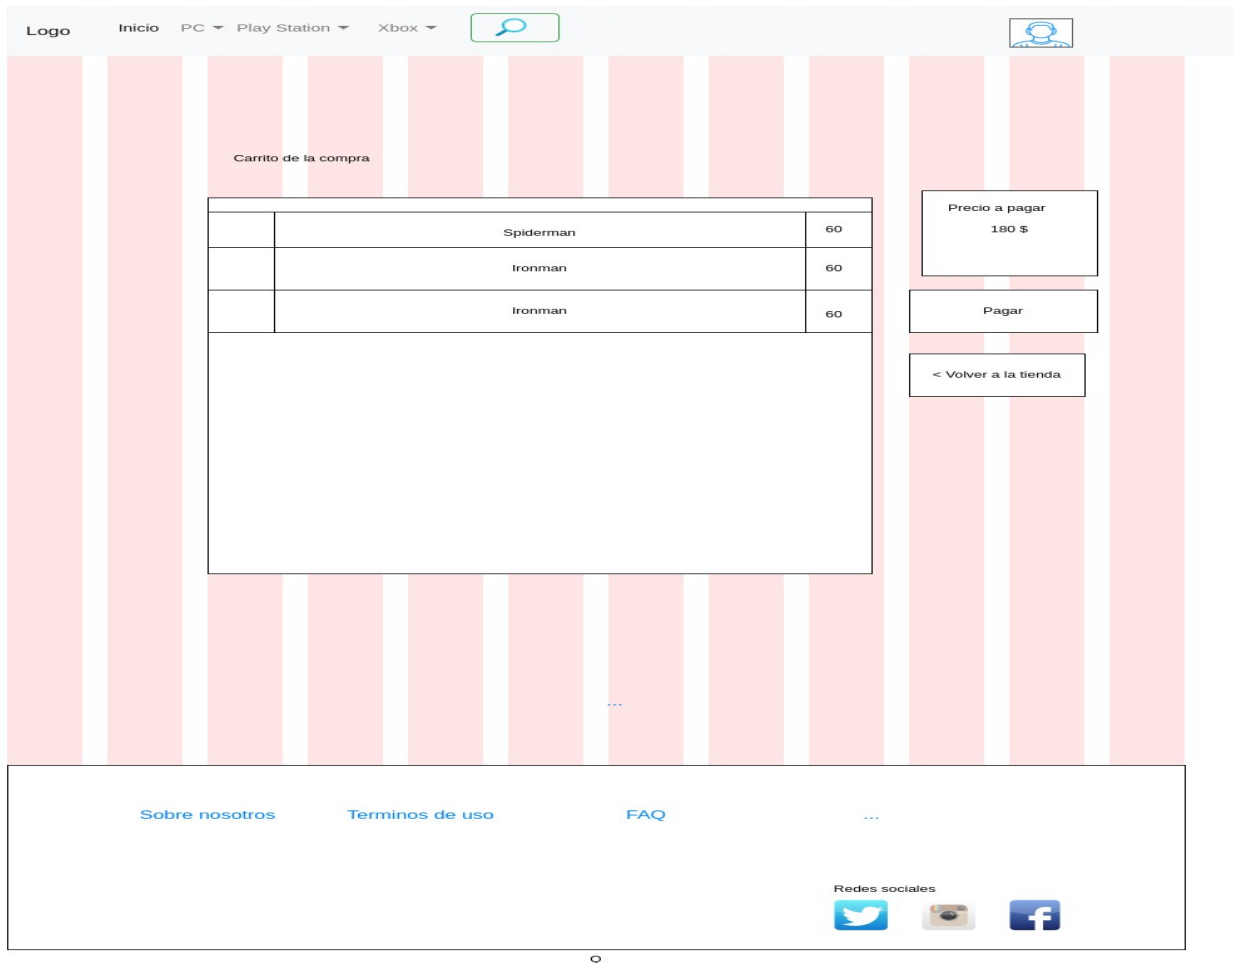 Logo Inicio PC Play Station Xbox
Carrito de la compra
Spiderman 60
Ironman 60
Ironman 60
Precio a pagar
180 $
Pagar
< Volver a la tienda
...
Sobre nosotros Terminos de uso FAQ ...
Redes sociales